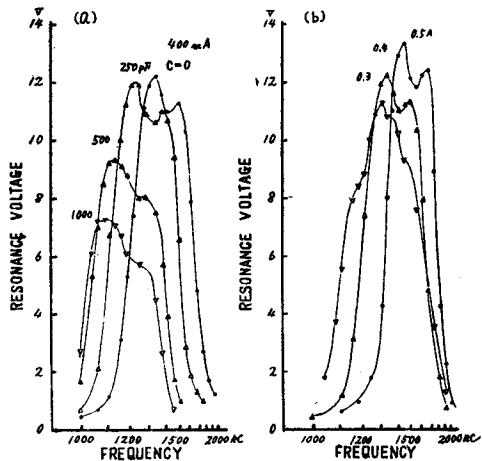 (a)
V
14
12
10
8
6
4
2
0
RESONANCE VOLTAGE
400 mA
C=0
250 pF
500
1000
1000
1200
1500
2000 KC
FREQUENCY
(b)
V
14
12
10
8
6
4
2
0
RESONANCE VOLTAGE
0.5A
0.4
0.3
1000
1200
1500
2000 KC
FREQUENCY